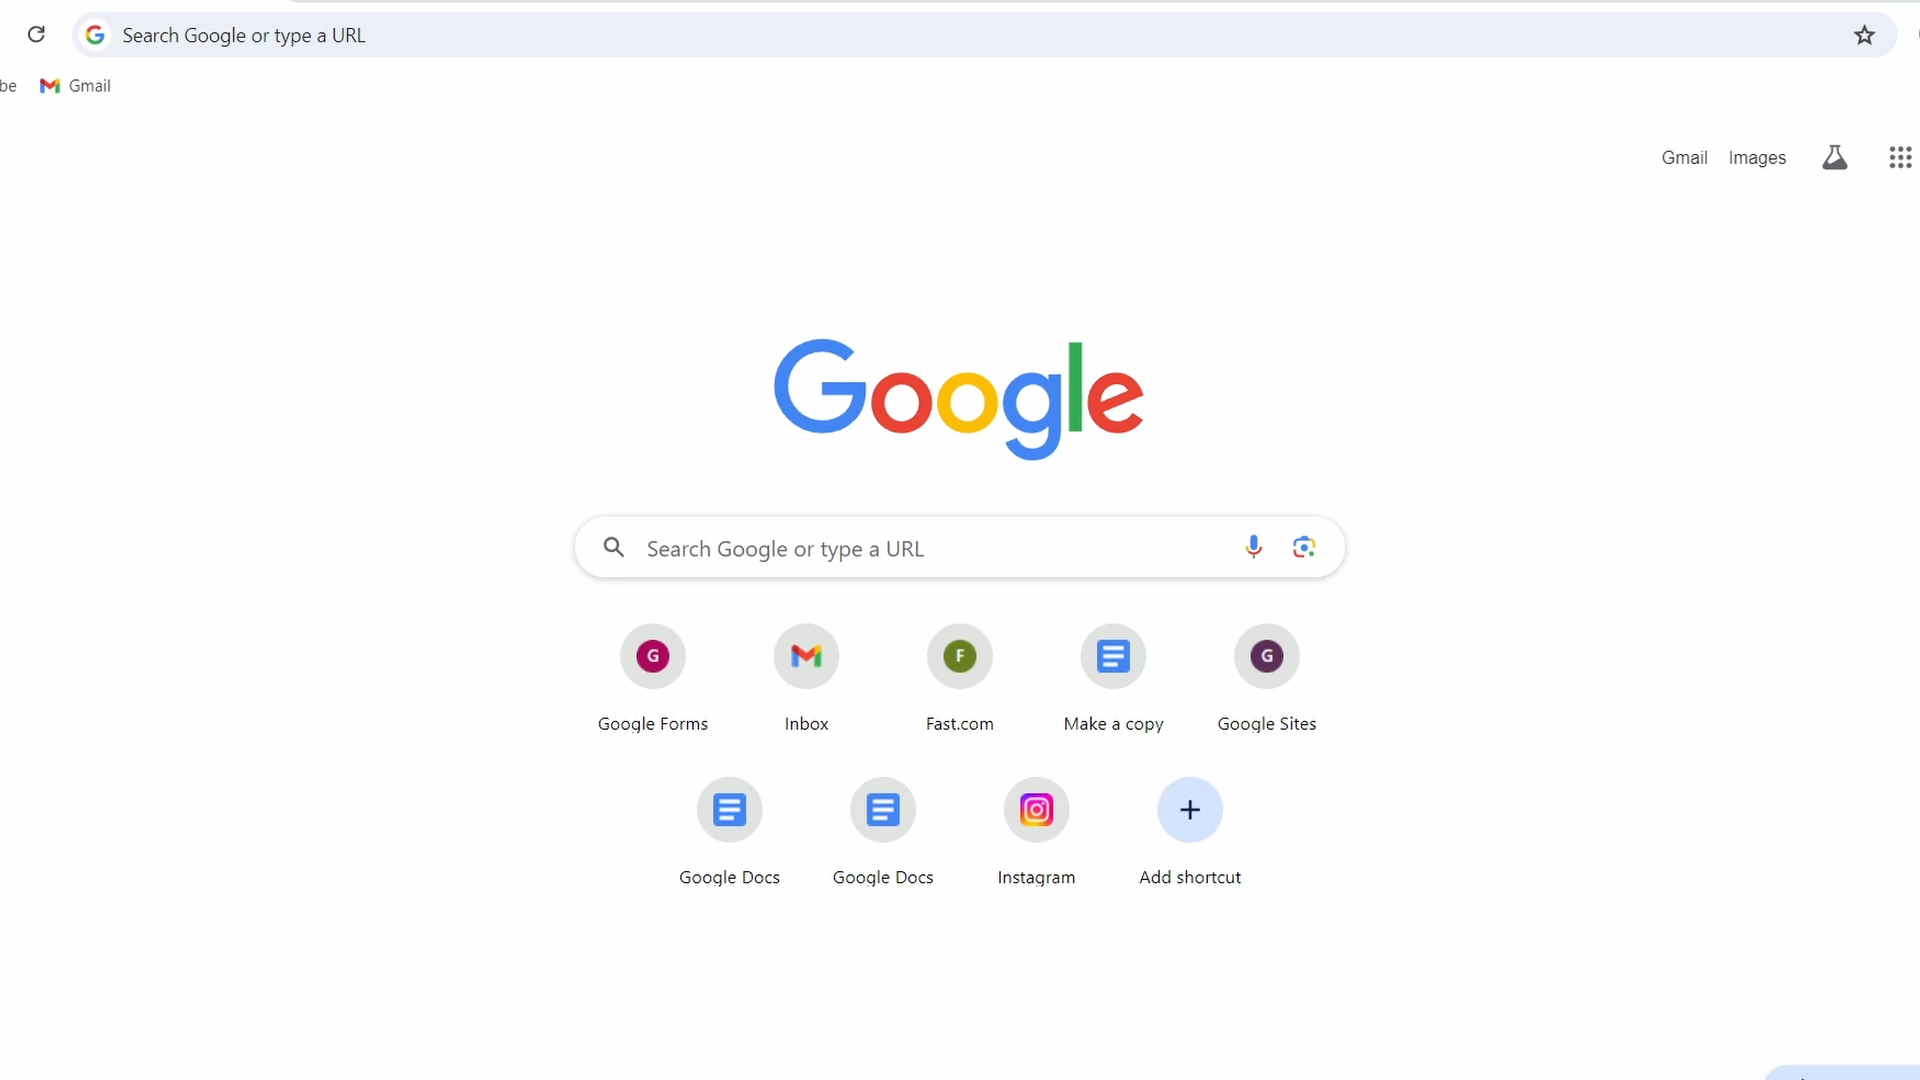 Search Google or type a URL
be Gmail
Gmail Images
Google
Search Google or type a URL
G F G
Google Forms Inbox Fast.com Make a copy Google Sites
Google Docs Google Docs Instagram Add shortcut